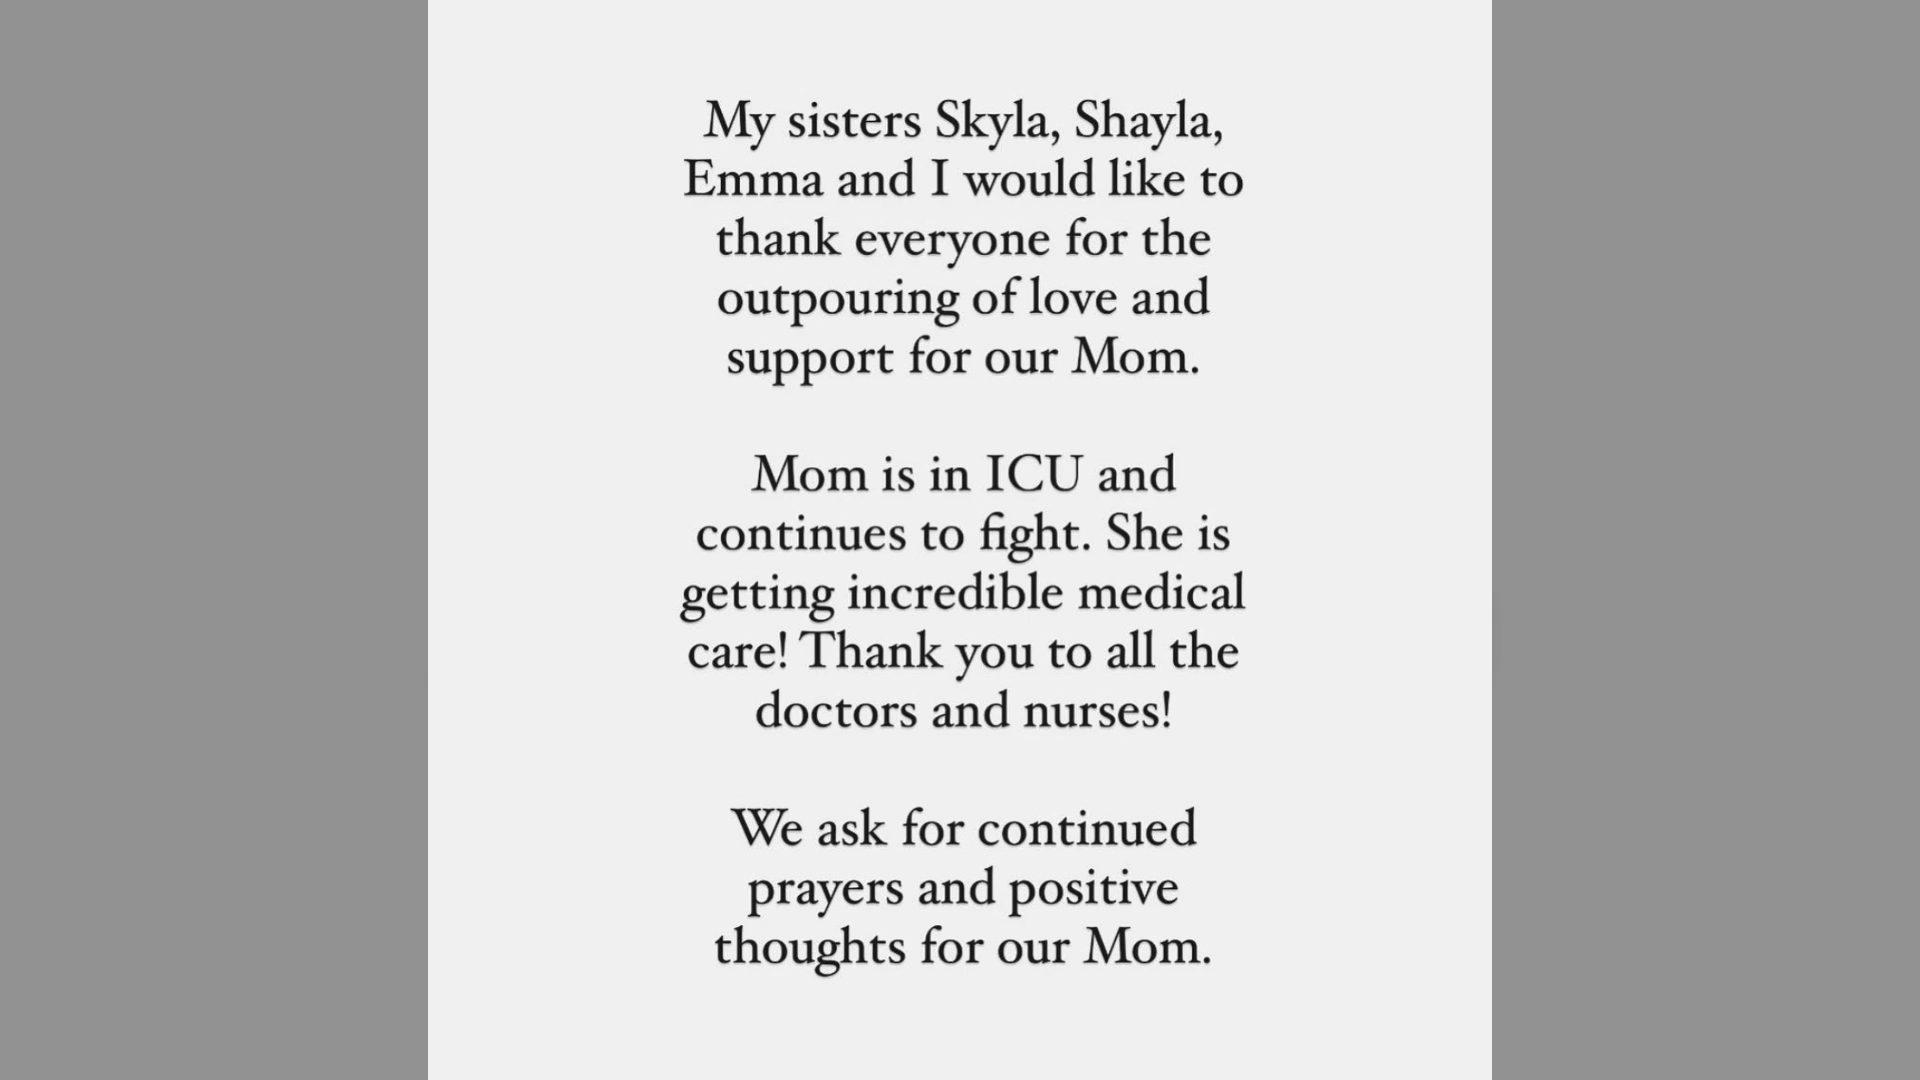 My sisters Skyla, Shayla,
Emma and I would like to
thank everyone for the
outpouring of love and
support for our Mom.
Mom is in ICU and
continues to fight. She is
getting incredible medical
care! Thank you to all the
doctors and nurses!
We ask for continued
prayers and positive
thoughts for our Mom.